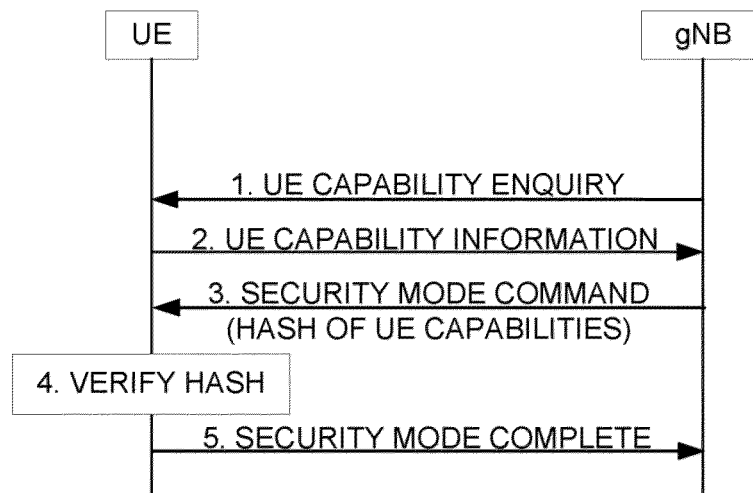 UE
gNB
1. UE CAPABILITY ENQUIRY
2. UE CAPABILITY INFORMATION
3. SECURITY MODE COMMAND
(HASH OF UE CAPABILITIES)
4. VERIFY HASH
5. SECURITY MODE COMPLETE